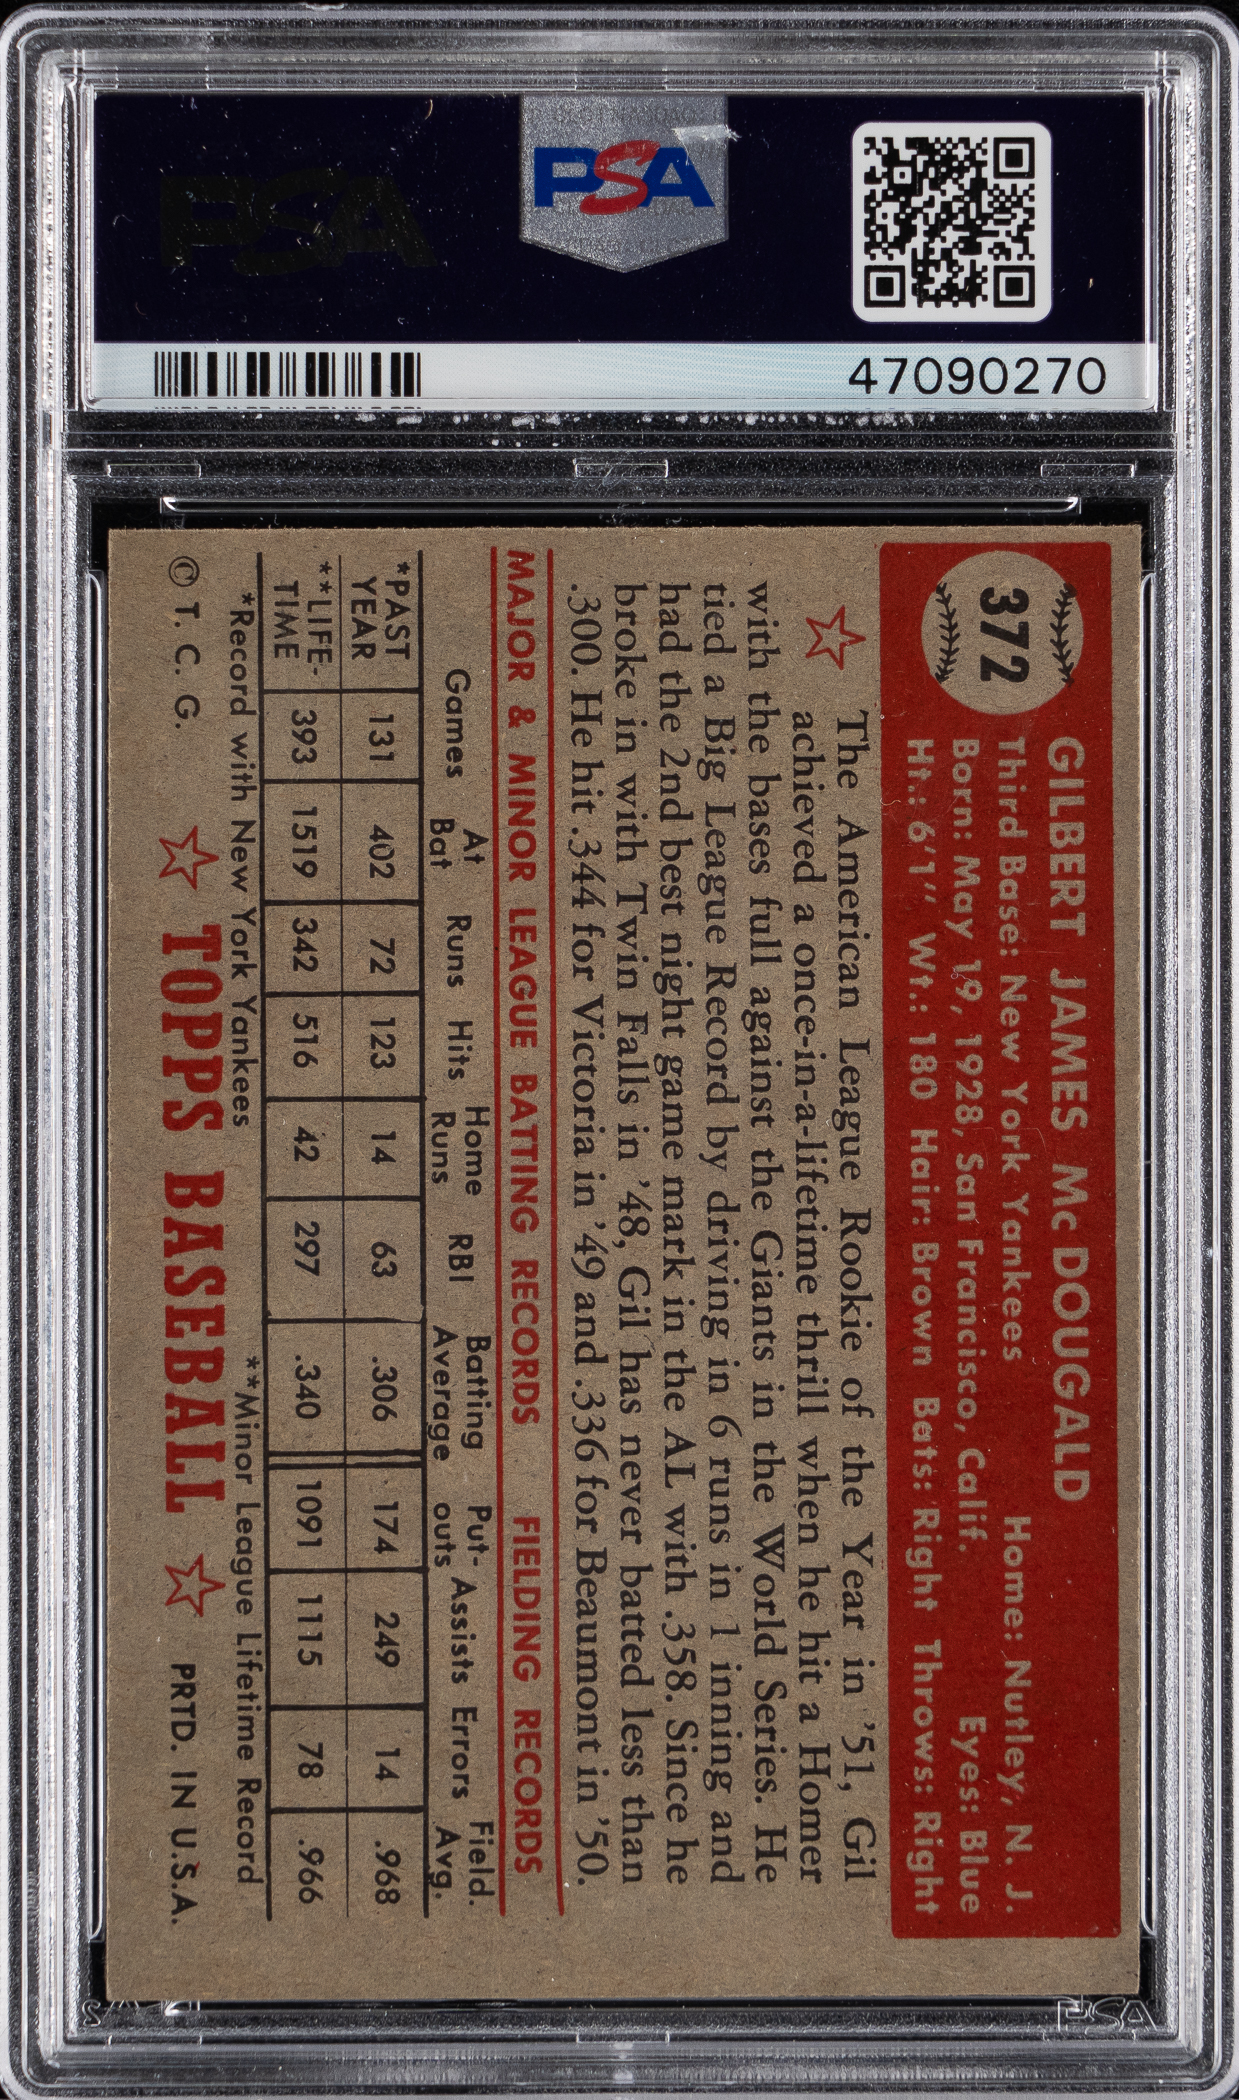 PSA
PSA
47090270
372
GILBERT JAMES Mc DOUGALD
Third Base: New York Yankees Home: Nutley, N. J.
Born: May 19, 1928, San Francisco, Calif. Eyes: Blue
Ht.: 6'1" Wt.: 180 Hair: Brown Bats: Right Throws: Right
The American League Rookie of the Year in '51, Gil
achieved a once-in-a-lifetime thrill when he hit a Homer
with the bases full against the Giants in the World Series. He
tied a Big League Record by driving in 6 runs in 1 inning and
had the 2nd best night game mark in the AL with .358. Since he
broke in with Twin Falls in '48, Gil has never batted less than
.300. He hit .344 for Victoria in '49 and .336 for Beaumont in '50.
MAJOR & MINOR LEAGUE BATTING RECORDS FIELDING RECORDS
Games At Bat Runs Hits Home Runs RBI Batting Average Put-outs Assists Errors Field. Avg.
*PAST YEAR 131 402 72 123 14 63 .306 174 249 14 .968
**LIFE-TIME 393 1519 342 516 42 297 .340 1091 1115 78 .966
*Record with New York Yankees **Minor League Lifetime Record
© T. C. G. TOPPS BASEBALL PRTD. IN U.S.A.
PSA